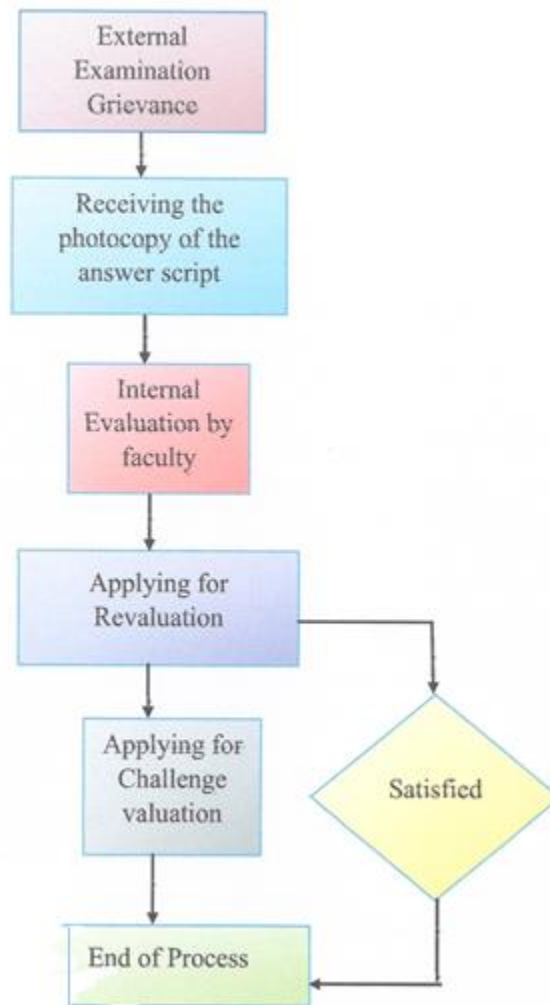 External
Examination
Grievance
Receiving the
photocopy of the
answer script
Internal
Evaluation by
faculty
Applying for
Revaluation
Applying for
Challenge
valuation
Satisfied
End of Process